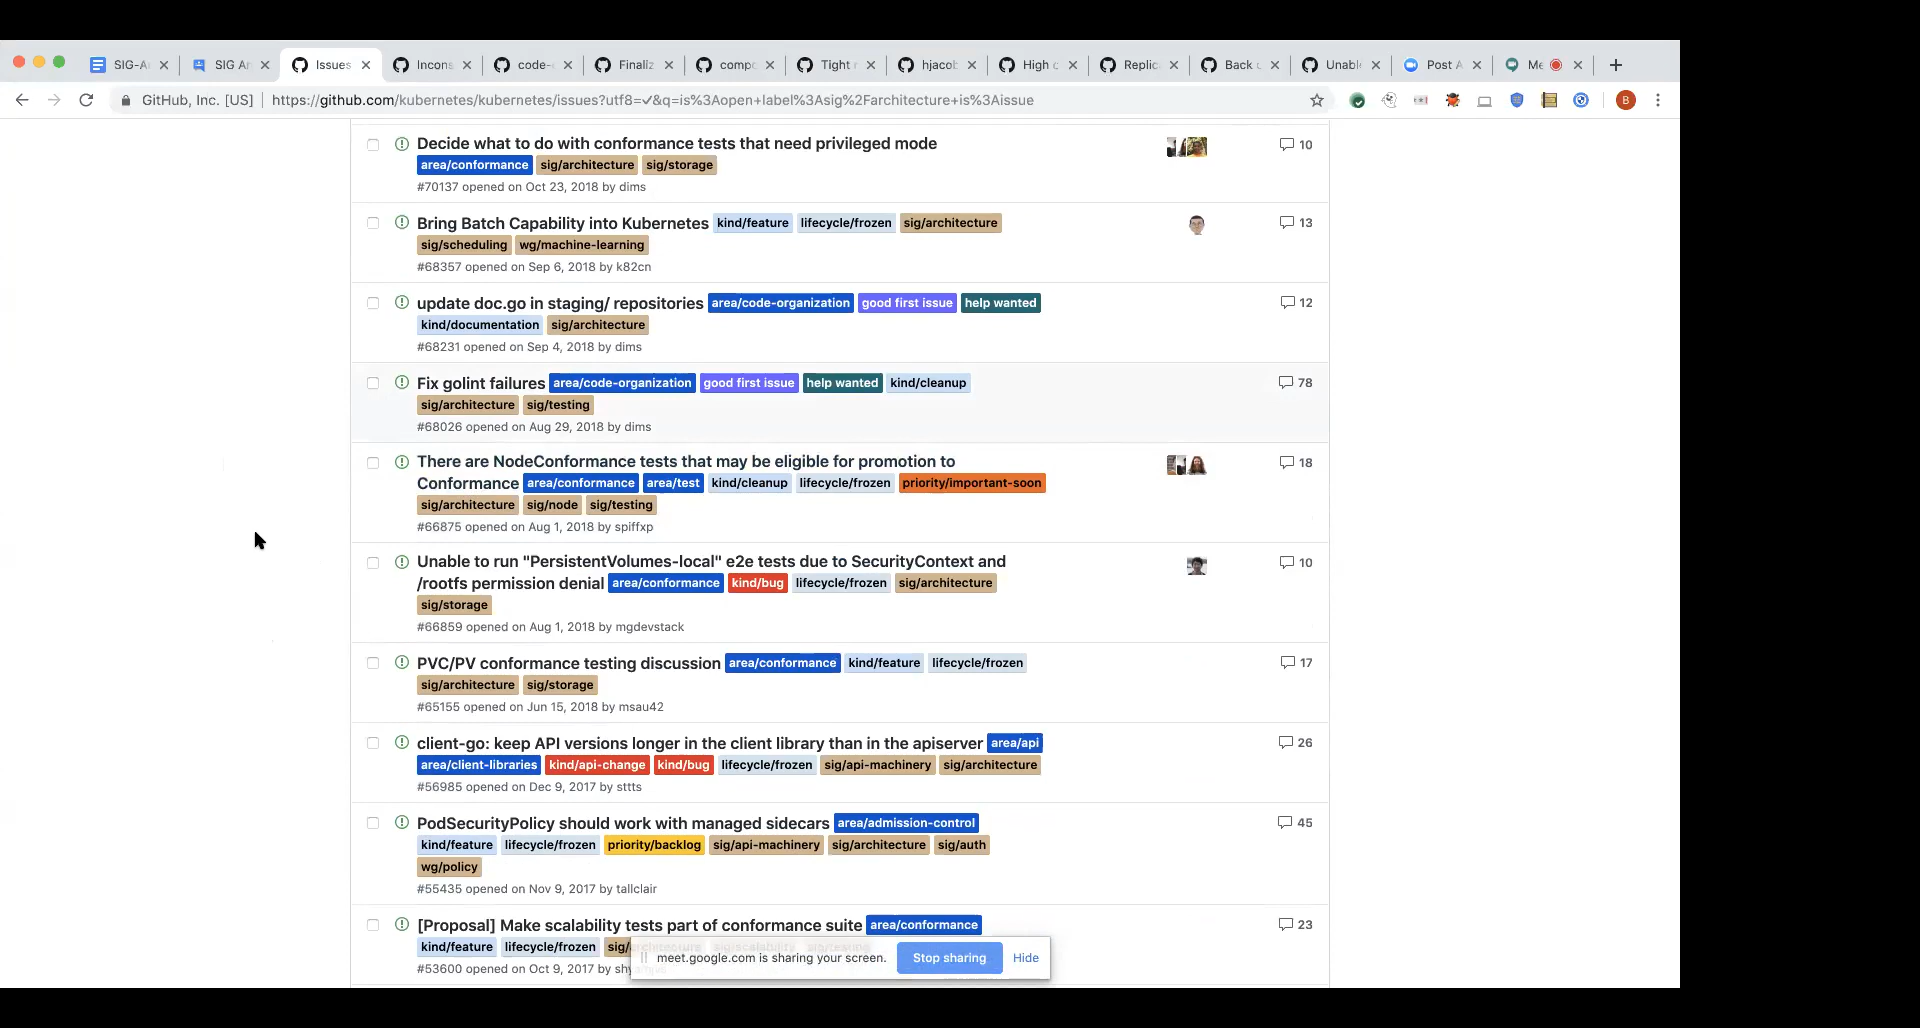 SIG-A
SIG Ar
Issues
Incons
code-
Finaliz
compo
Tight r
hjacob
High c
Replic
Back u
Unable
Post A
Me
GitHub, Inc. [US] | https://github.com/kubernetes/kubernetes/issues?utf8=✓&q=is%3Aopen+label%3Asig%2Farchitecture+is%3Aissue
B
Decide what to do with conformance tests that need privileged mode
10
area/conformance sig/architecture sig/storage
#70137 opened on Oct 23, 2018 by dims
Bring Batch Capability into Kubernetes kind/feature lifecycle/frozen sig/architecture
13
sig/scheduling wg/machine-learning
#68357 opened on Sep 6, 2018 by k82cn
update doc.go in staging/ repositories area/code-organization good first issue help wanted
12
kind/documentation sig/architecture
#68231 opened on Sep 4, 2018 by dims
Fix golint failures area/code-organization good first issue help wanted kind/cleanup
78
sig/architecture sig/testing
#68026 opened on Aug 29, 2018 by dims
There are NodeConformance tests that may be eligible for promotion to
18
Conformance area/conformance area/test kind/cleanup lifecycle/frozen priority/important-soon
sig/architecture sig/node sig/testing
#66875 opened on Aug 1, 2018 by spiffxp
Unable to run "PersistentVolumes-local" e2e tests due to SecurityContext and
10
/rootfs permission denial area/conformance kind/bug lifecycle/frozen sig/architecture
sig/storage
#66859 opened on Aug 1, 2018 by mgdevstack
PVC/PV conformance testing discussion area/conformance kind/feature lifecycle/frozen
17
sig/architecture sig/storage
#65155 opened on Jun 15, 2018 by msau42
client-go: keep API versions longer in the client library than in the apiserver area/api
26
area/client-libraries kind/api-change kind/bug lifecycle/frozen sig/api-machinery sig/architecture
#56985 opened on Dec 9, 2017 by sttts
PodSecurityPolicy should work with managed sidecars area/admission-control
45
kind/feature lifecycle/frozen priority/backlog sig/api-machinery sig/architecture sig/auth
wg/policy
#55435 opened on Nov 9, 2017 by tallclair
[Proposal] Make scalability tests part of conformance suite area/conformance
23
kind/feature lifecycle/frozen sig/architecture sig/scalability sig/testing
#53600 opened on Oct 9, 2017 by
meet.google.com is sharing your screen. Stop sharing Hide